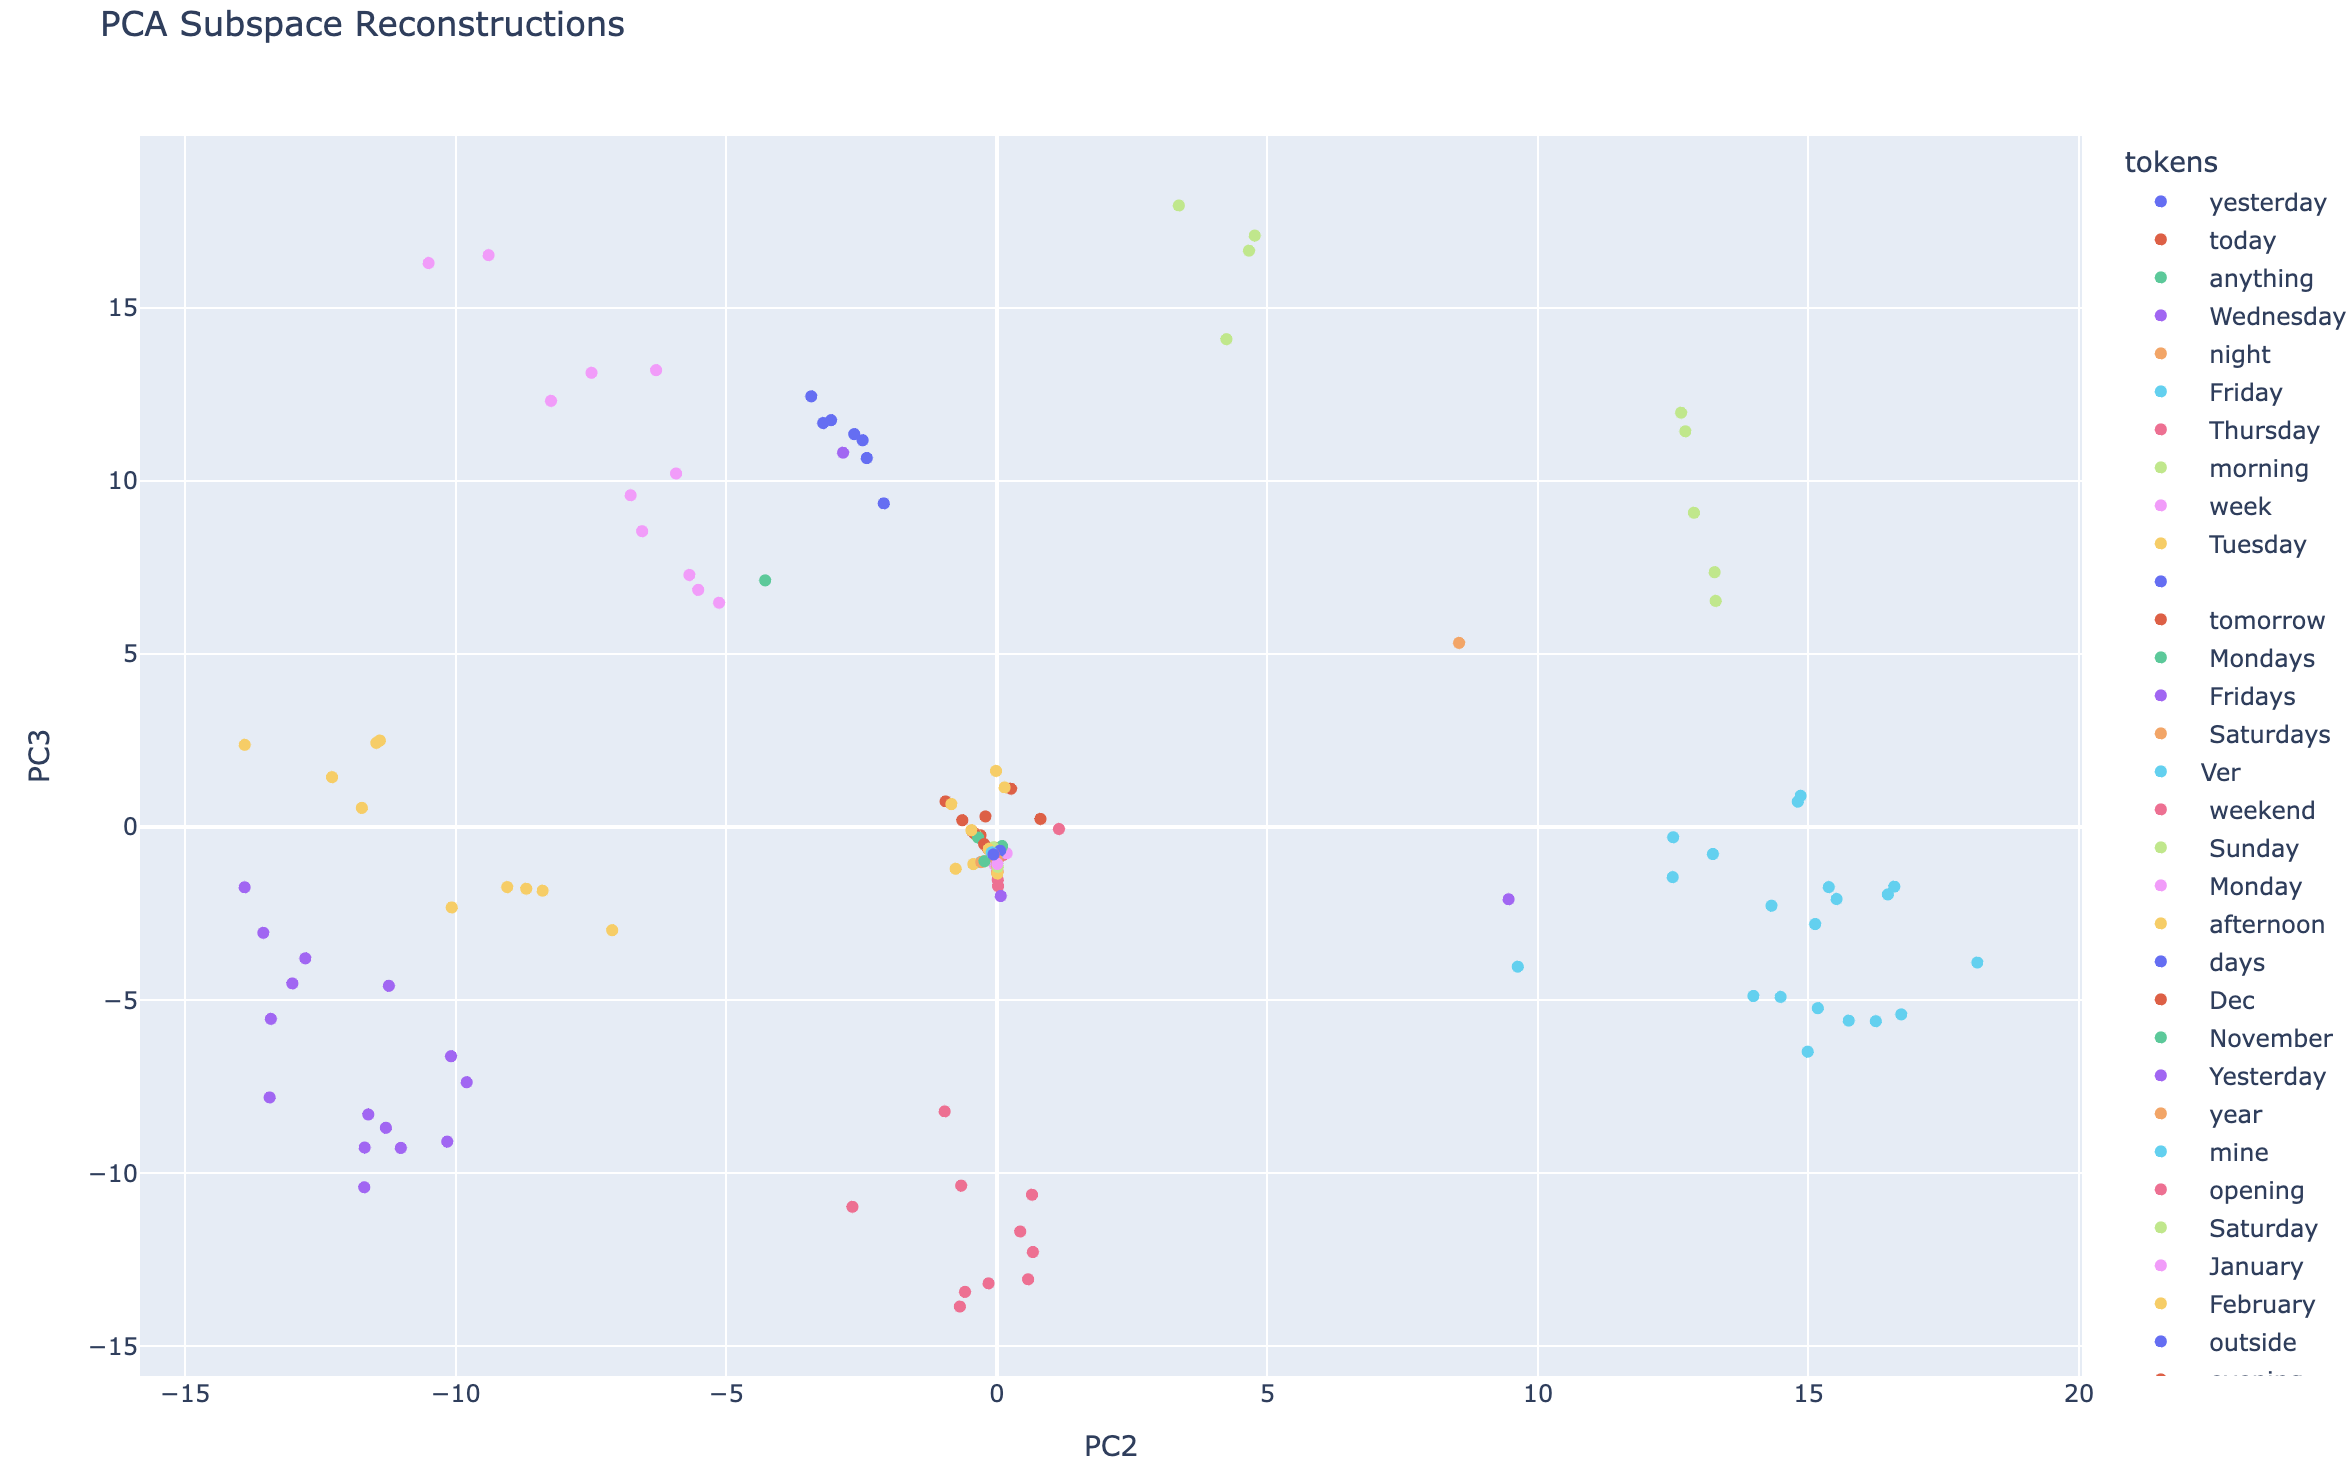 PCA Subspace Reconstructions
tokens
yesterday
today
anything
Wednesday
night
Friday
Thursday
morning
week
Tuesday
tomorrow
Mondays
Fridays
Saturdays
Ver
weekend
Sunday
Monday
afternoon
days
Dec
November
Yesterday
year
mine
opening
Saturday
January
February
outside
PC3
15
10
5
0
−5
−10
−15
−15
−10
−5
0
5
10
15
20
PC2